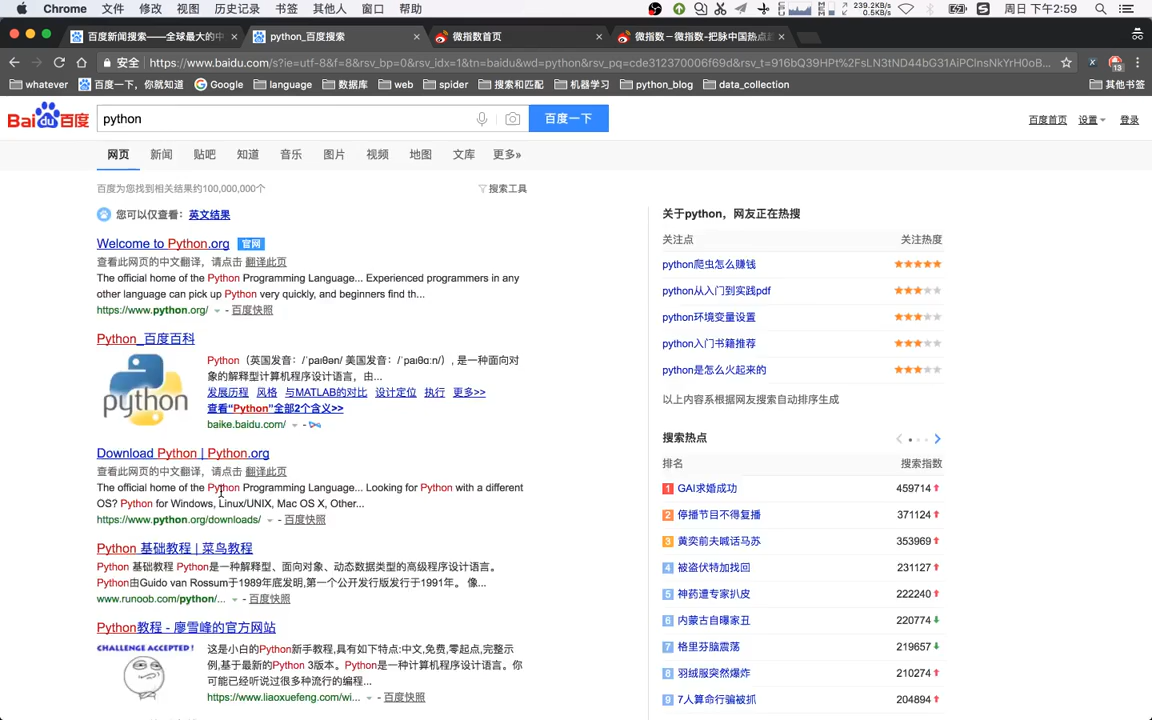 Chrome 文件 修改 视图 历史记录 书签 其他人 窗口 帮助 239.2KB/s 0.5KB/s 周日 下午2:59
百度新闻搜索——全球最大的中 python_百度搜索 微指数首页 微指数－微指数-把脉中国热点趋
安全 https://www.baidu.com/s?ie=utf-8&f=8&rsv_bp=0&rsv_idx=1&tn=baidu&wd=python&rsv_pq=cde312370006f69d&rsv_t=916bQ39HPt%2FsLN3tND44bG31AiPClnsNkYrH0oB... 13
whatever 百度一下，你就知道 Google language 数据库 web spider 搜索和匹配 机器学习 python_blog data_collection 其他书签
Bai du 百度 python 百度一下 百度首页 设置 登录
网页 新闻 贴吧 知道 音乐 图片 视频 地图 文库 更多»
百度为您找到相关结果约100,000,000个 搜索工具
您可以仅查看：英文结果
Welcome to Python.org 官网
查看此网页的中文翻译，请点击 翻译此页
The official home of the Python Programming Language... Experienced programmers in any
other language can pick up Python very quickly, and beginners find th...
https://www.python.org/ - 百度快照
Python_百度百科
python
Python（英国发音：/ˈpaɪθən/ 美国发音：/ˈpaɪθɑːn/）, 是一种面向对
象的解释型计算机程序设计语言，由...
发展历程 风格 与MATLAB的对比 设计定位 执行 更多>>
查看“Python”全部2个含义>>
baike.baidu.com/ -
Download Python | Python.org
查看此网页的中文翻译，请点击 翻译此页
The official home of the Python Programming Language... Looking for Python with a different
OS? Python for Windows, Linux/UNIX, Mac OS X, Other...
https://www.python.org/downloads/ - 百度快照
Python 基础教程 | 菜鸟教程
Python 基础教程 Python是一种解释型、面向对象、动态数据类型的高级程序设计语言。
Python由Guido van Rossum于1989年底发明,第一个公开发行版发行于1991年。 像...
www.runoob.com/python/... - 百度快照
Python教程 - 廖雪峰的官方网站
CHALLENGE ACCEPTED!
这是小白的Python新手教程,具有如下特点:中文,免费,零起点,完整示
例,基于最新的Python 3版本。Python是一种计算机程序设计语言。你
可能已经听说过很多种流行的编程...
https://www.liaoxuefeng.com/wi... - 百度快照
关于python，网友正在热搜
关注点 关注热度
python爬虫怎么赚钱
python从入门到实践pdf
python环境变量设置
python入门书籍推荐
python是怎么火起来的
以上内容系根据网友搜索自动排序生成
搜索热点
排名 搜索指数
1 GAI求婚成功 459714
2 停播节目不得复播 371124
3 黄奕前夫喊话马苏 353969
4 被盗伏特加找回 231127
5 神药遭专家扒皮 222240
6 内蒙古自曝家丑 220774
7 格里芬脑震荡 219657
8 羽绒服突然爆炸 210274
9 7人算命行骗被抓 204894